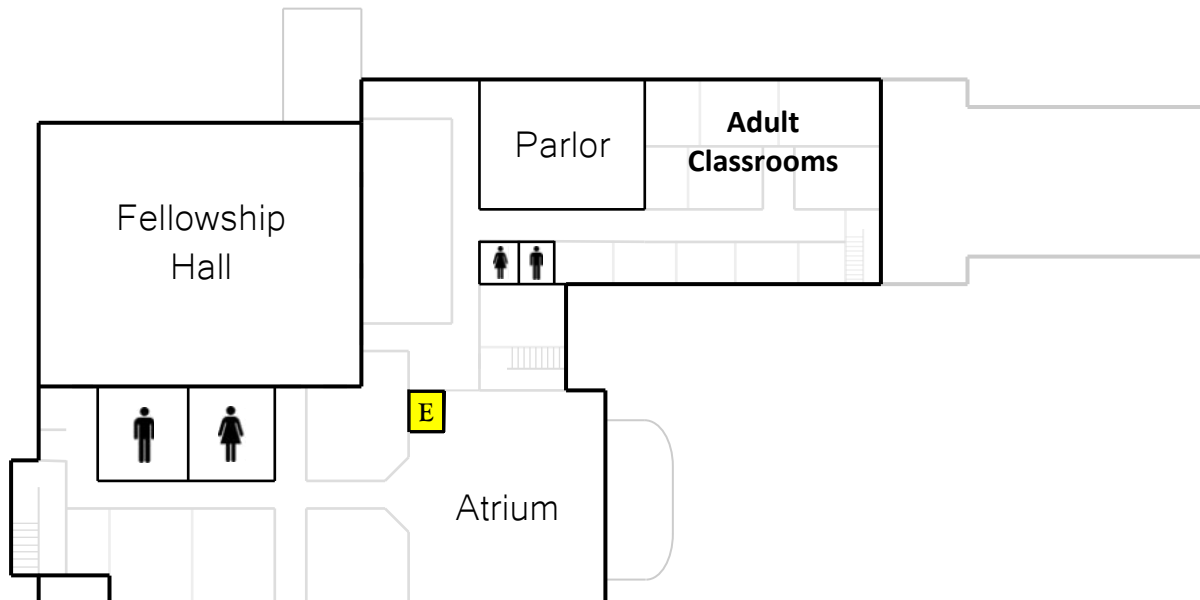 Fellowship
Hall
Parlor
Adult
Classrooms
E
Atrium